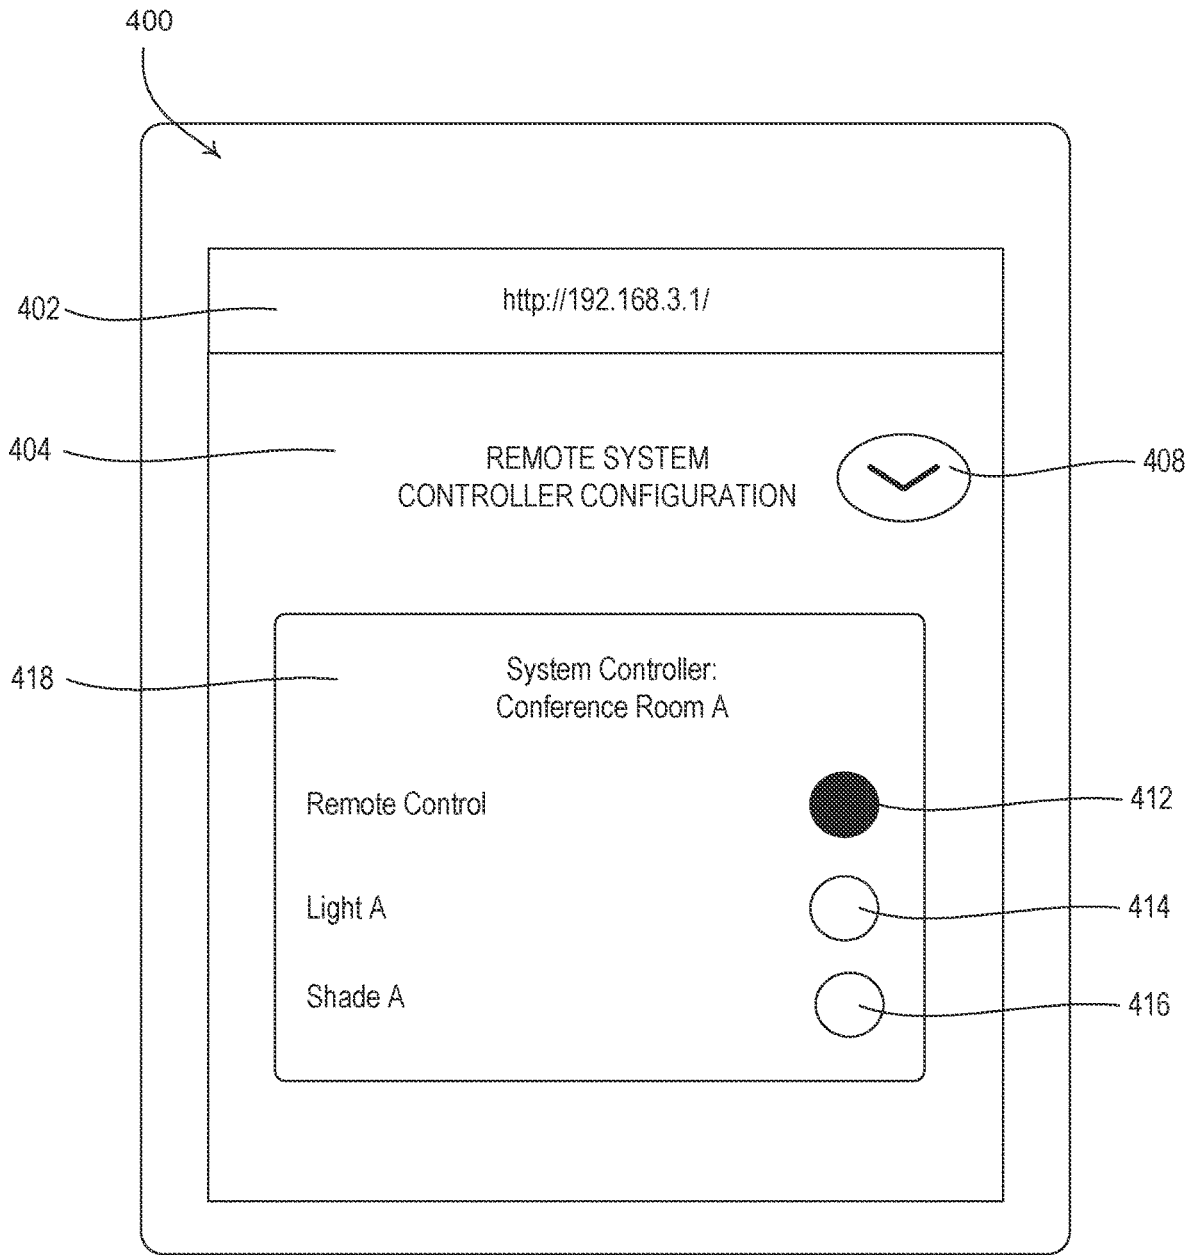 400
402
http://192.168.3.1/
404
REMOTE SYSTEM
CONTROLLER CONFIGURATION
408
418
System Controller:
Conference Room A
Remote Control
412
Light A
414
Shade A
416